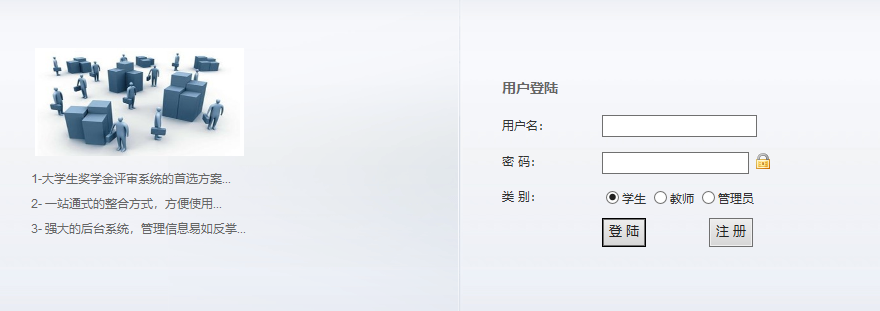 1-大学生奖学金评审系统的首选方案...
2- 一站通式的整合方式，方便使用...
3- 强大的后台系统，管理信息易如反掌...
用户登陆
用户名：
密 码：
类 别： 学生 教师 管理员
登 陆 注 册